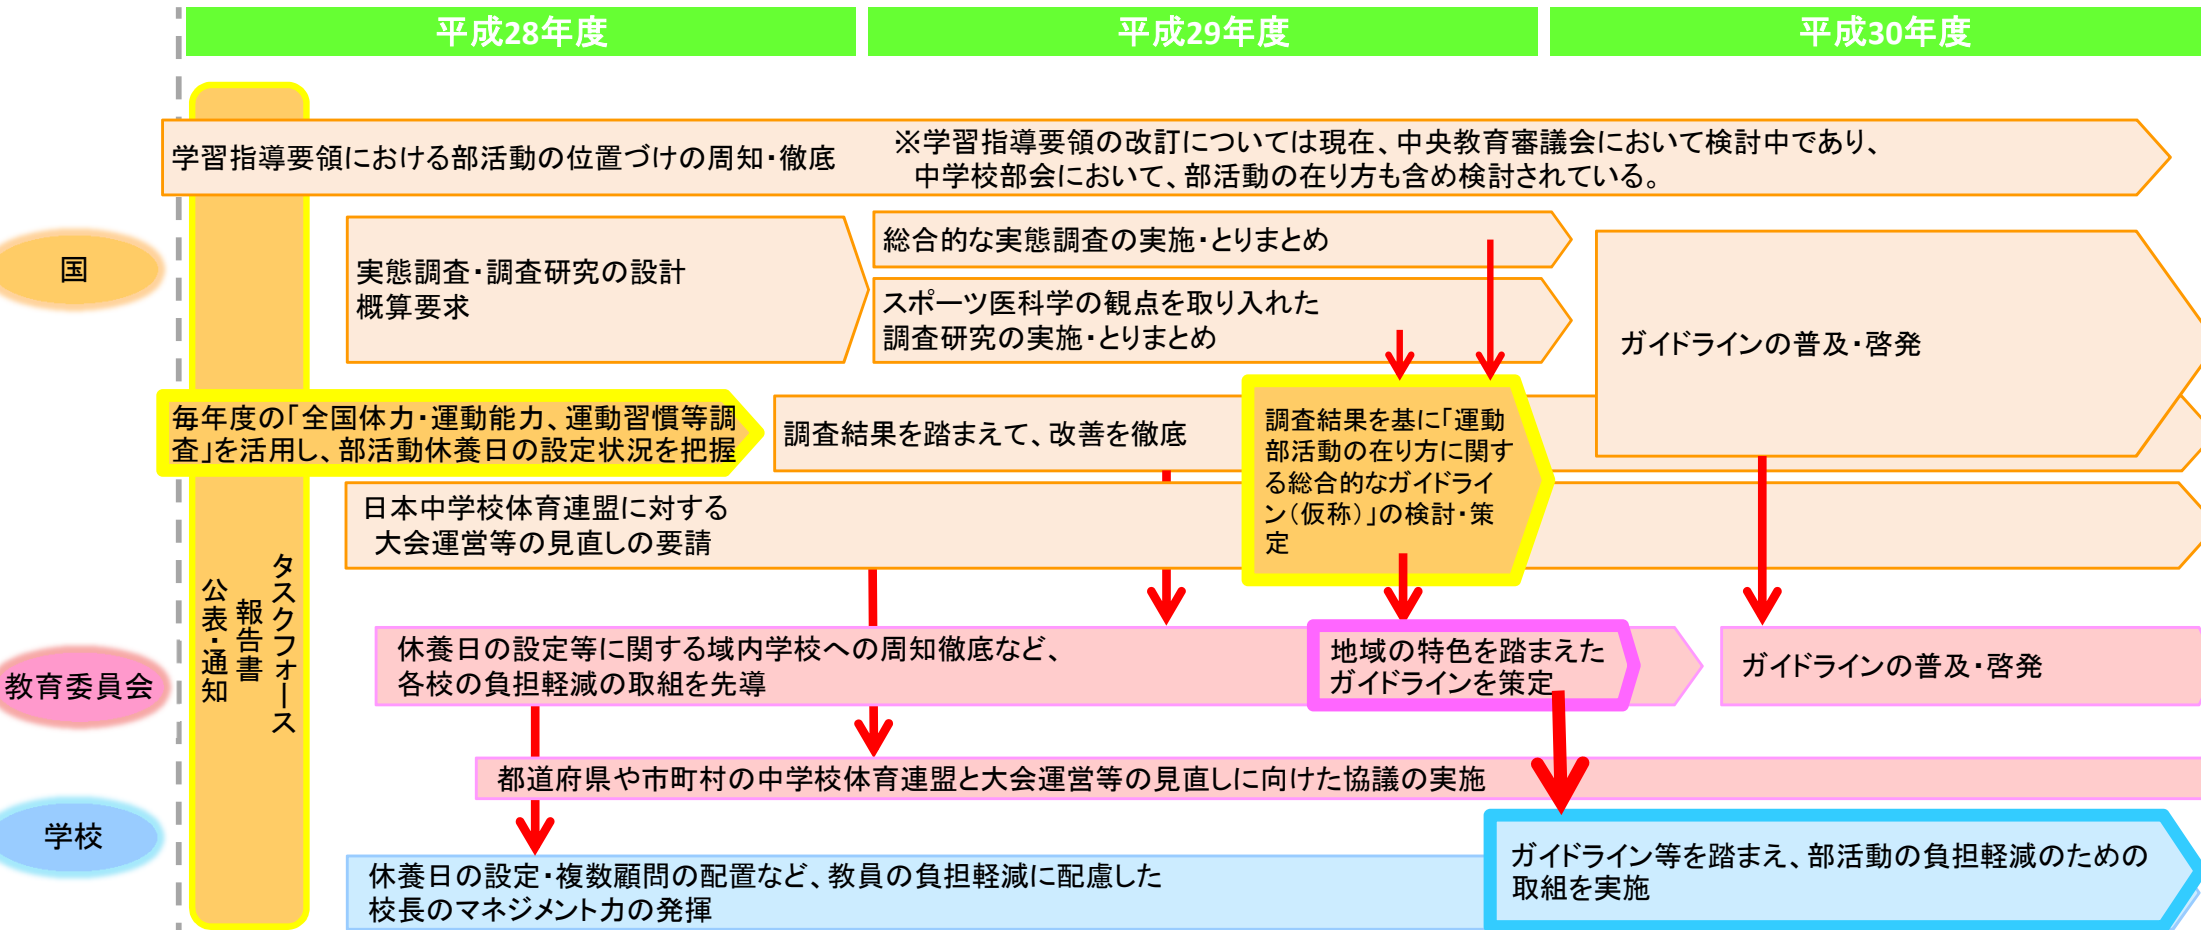 平成28年度
平成29年度
平成30年度
学習指導要領における部活動の位置づけの周知・徹底
※学習指導要領の改訂については現在、中央教育審議会において検討中であり、
中学校部会において、部活動の在り方も含め検討されている。
国
実態調査・調査研究の設計
概算要求
総合的な実態調査の実施・とりまとめ
スポーツ医科学の観点を取り入れた
調査研究の実施・とりまとめ
ガイドラインの普及・啓発
毎年度の「全国体力・運動能力、運動習慣等調
査」を活用し、部活動休養日の設定状況を把握
調査結果を踏まえて、改善を徹底
調査結果を基に「運動
部活動の在り方に関す
る総合的なガイドライ
ン（仮称）」の検討・策
定
日本中学校体育連盟に対する
大会運営等の見直しの要請
タスクフォース
報告書
公表・通知
教育委員会
休養日の設定等に関する域内学校への周知徹底など、
各校の負担軽減の取組を先導
地域の特色を踏まえた
ガイドラインを策定
ガイドラインの普及・啓発
都道府県や市町村の中学校体育連盟と大会運営等の見直しに向けた協議の実施
学校
休養日の設定・複数顧問の配置など、教員の負担軽減に配慮した
校長のマネジメント力の発揮
ガイドライン等を踏まえ、部活動の負担軽減のための
取組を実施